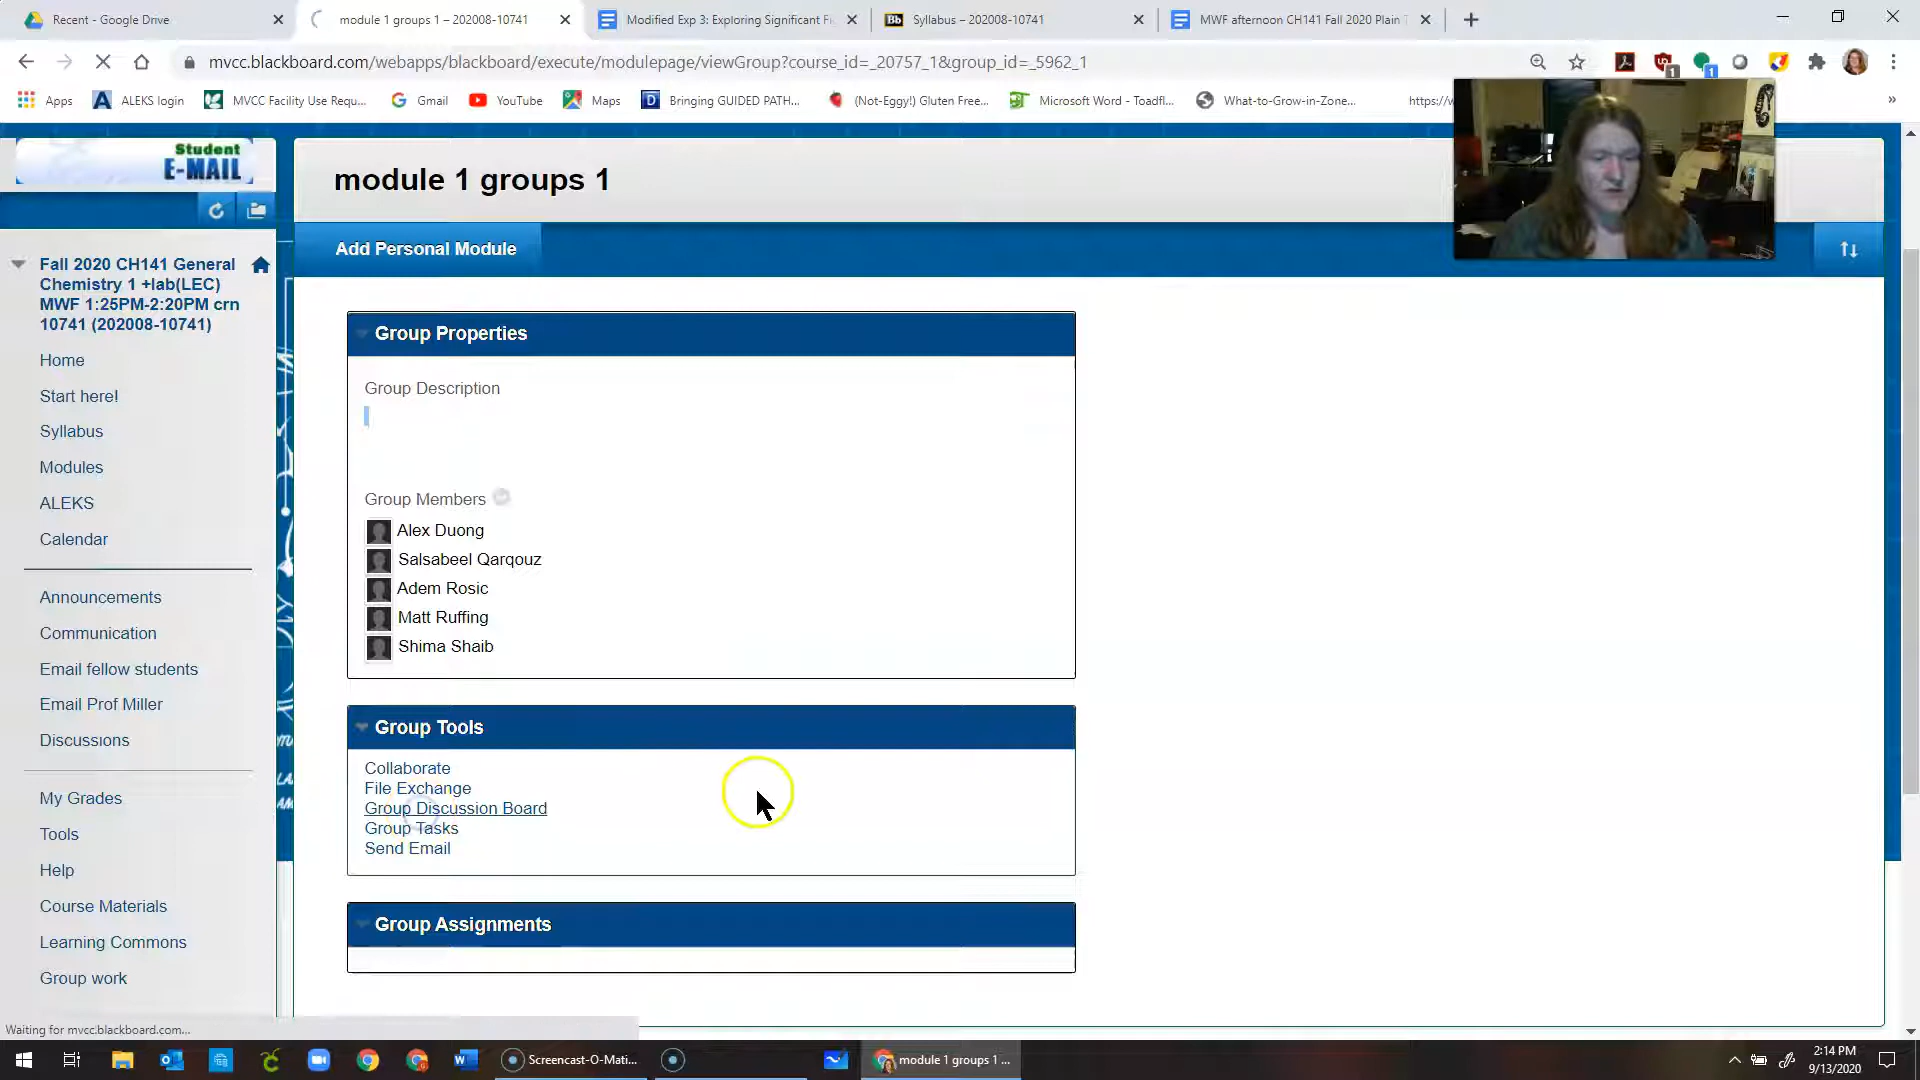 Recent - Google Drive
module 1 groups 1 – 202008-10741
Modified Exp 3: Exploring Significant Fi
Syllabus – 202008-10741
MWF afternoon CH141 Fall 2020 Plain T
mvcc.blackboard.com/webapps/blackboard/execute/modulepage/viewGroup?course_id=_20757_1&group_id=_5962_1
1
1
Apps
ALEKS login
MVCC Facility Use Requ...
Gmail
YouTube
Maps
Bringing GUIDED PATH...
(Not-Eggy!) Gluten Free...
Microsoft Word - Toadfl...
What-to-Grow-in-Zone...
https://w
»
Student
E-MAIL
module 1 groups 1
Add Personal Module
Fall 2020 CH141 General
Chemistry 1 +lab(LEC)
MWF 1:25PM-2:20PM crn
10741 (202008-10741)
Home
Start here!
Syllabus
Modules
ALEKS
Calendar
Announcements
Communication
Email fellow students
Email Prof Miller
Discussions
My Grades
Tools
Help
Course Materials
Learning Commons
Group work
Group Properties
Group Description
Group Members
Alex Duong
Salsabeel Qarqouz
Adem Rosic
Matt Ruffing
Shima Shaib
Group Tools
Collaborate
File Exchange
Group Discussion Board
Group Tasks
Send Email
Group Assignments
Waiting for mvcc.blackboard.com...
Screencast-O-Mati...
module 1 groups 1 ...
2:14 PM
9/13/2020